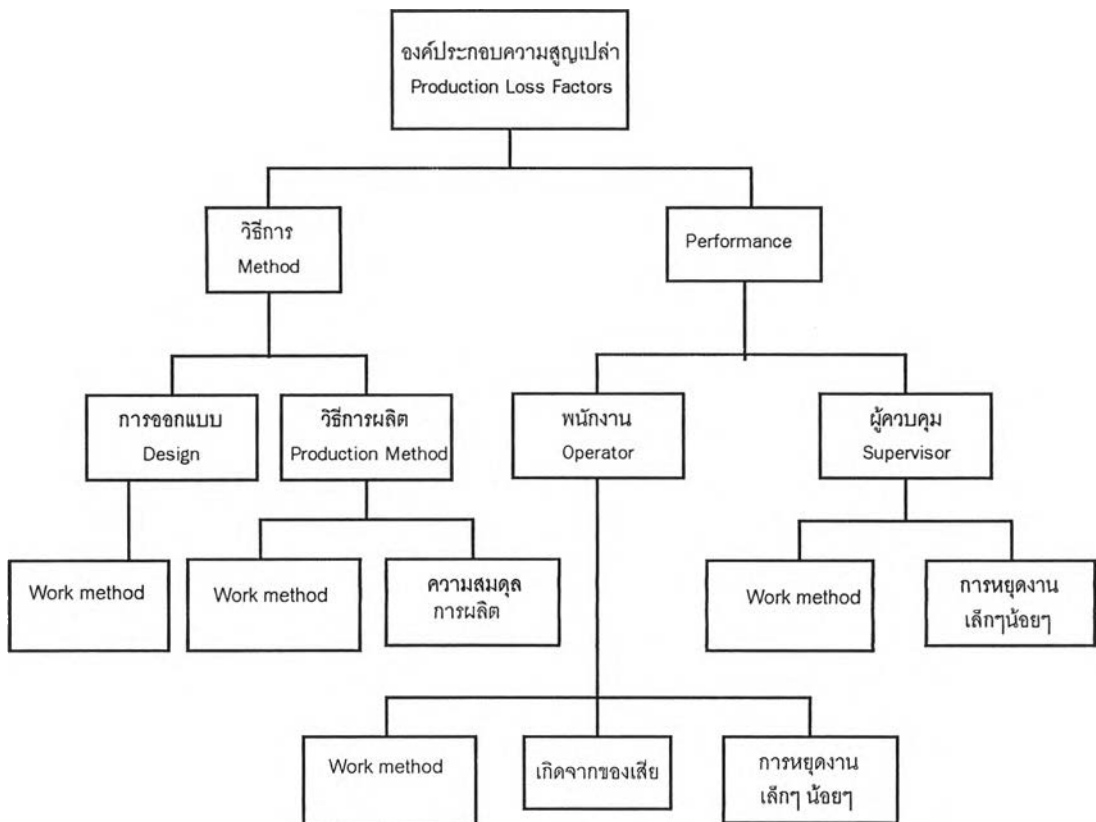 องค์ประกอบความสูญเปล่า
Production Loss Factors
วิธีการ
Method
Performance
การออกแบบ
Design
วิธีการผลิต
Production Method
พนักงาน
Operator
ผู้ควบคุม
Supervisor
Work method
Work method
ความสมดุล
การผลิต
Work method
การหยุดงาน
เล็กๆน้อยๆ
Work method
เกิดจากของเสีย
การหยุดงาน
เล็กๆ น้อยๆ